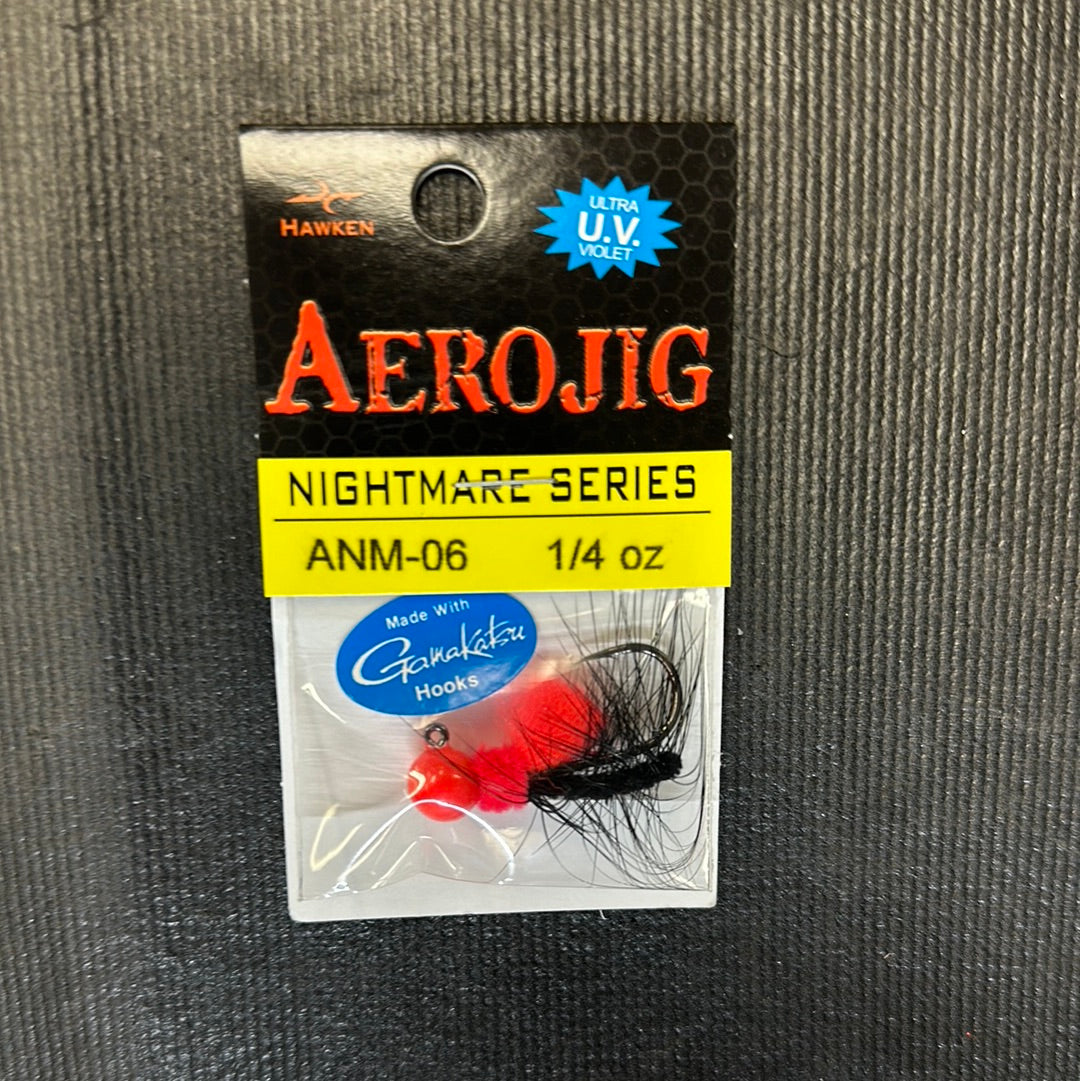 HAWKEN
ULTRA
U.V.
VIOLET
AEROJIG
NIGHTMARE SERIES
ANM-06 1/4 oz
Made With
Gamakatsu
Hooks